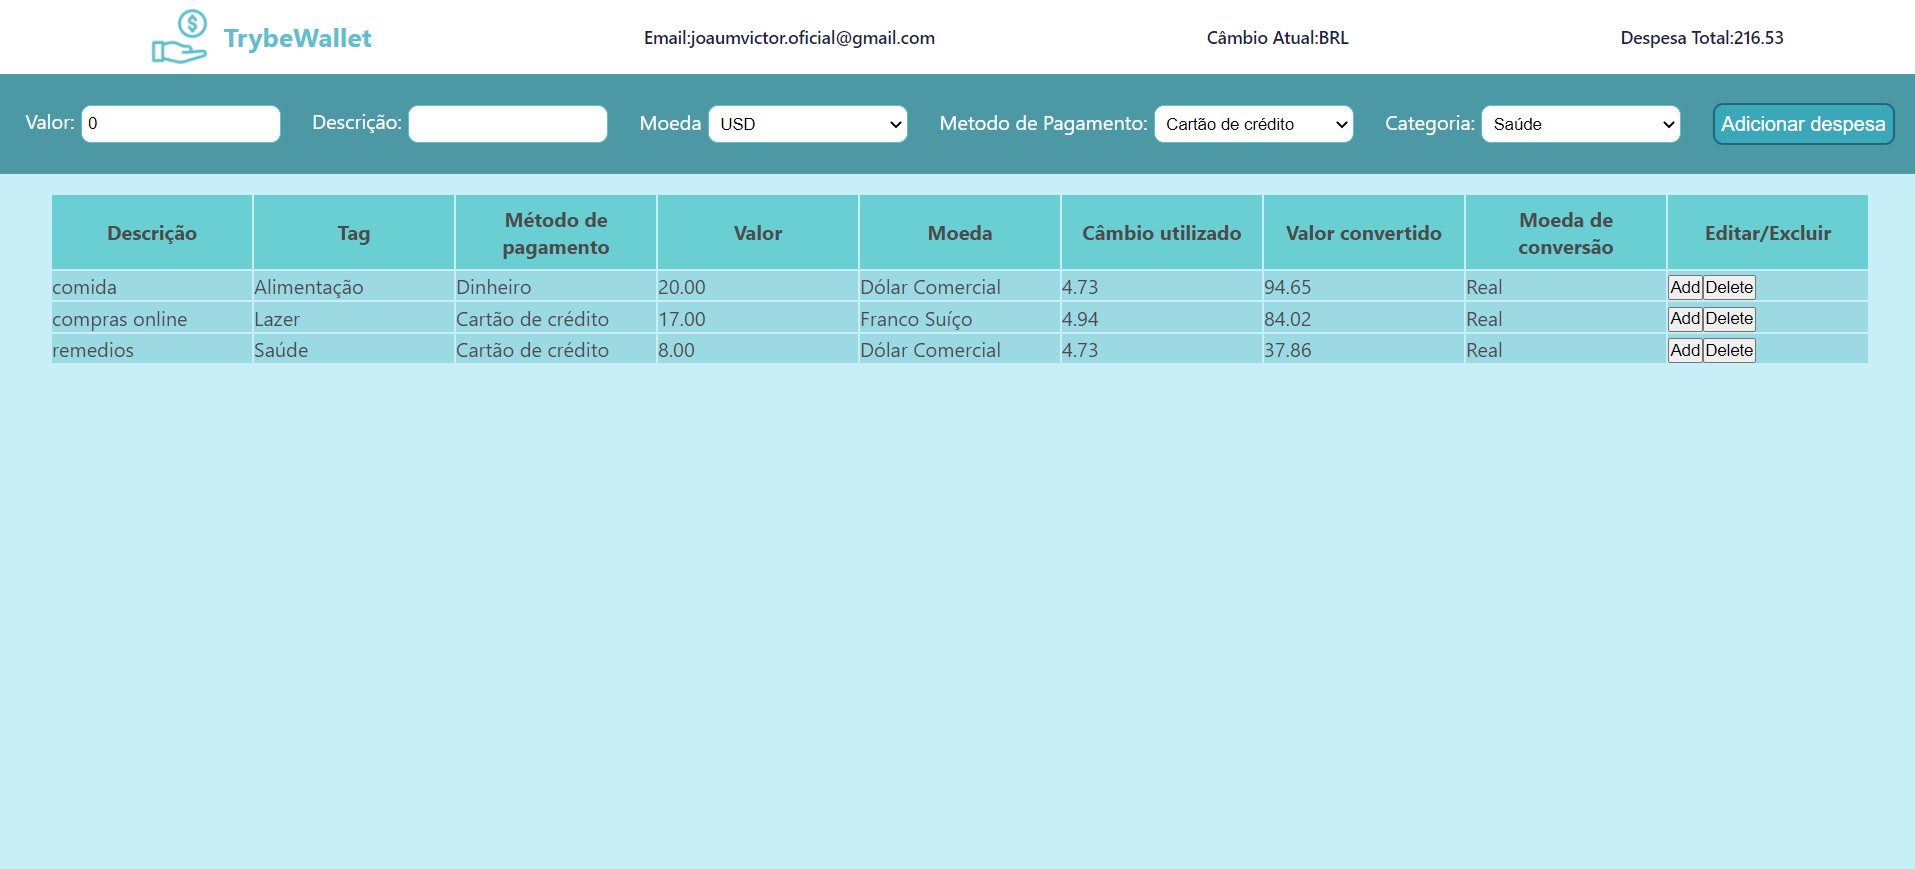 $
TrybeWallet
Email:joaumvictor.oficial@gmail.com
Câmbio Atual:BRL
Despesa Total:216.53
Valor: 0
Descrição:
Moeda USD
Metodo de Pagamento: Cartão de crédito
Categoria: Saúde
Adicionar despesa
Descrição
Tag
Método de
pagamento
Valor
Moeda
Câmbio utilizado
Valor convertido
Moeda de
conversão
Editar/Excluir
comida Alimentação Dinheiro 20.00 Dólar Comercial 4.73 94.65 Real Add Delete
compras online Lazer Cartão de crédito 17.00 Franco Suíço 4.94 84.02 Real Add Delete
remedios Saúde Cartão de crédito 8.00 Dólar Comercial 4.73 37.86 Real Add Delete